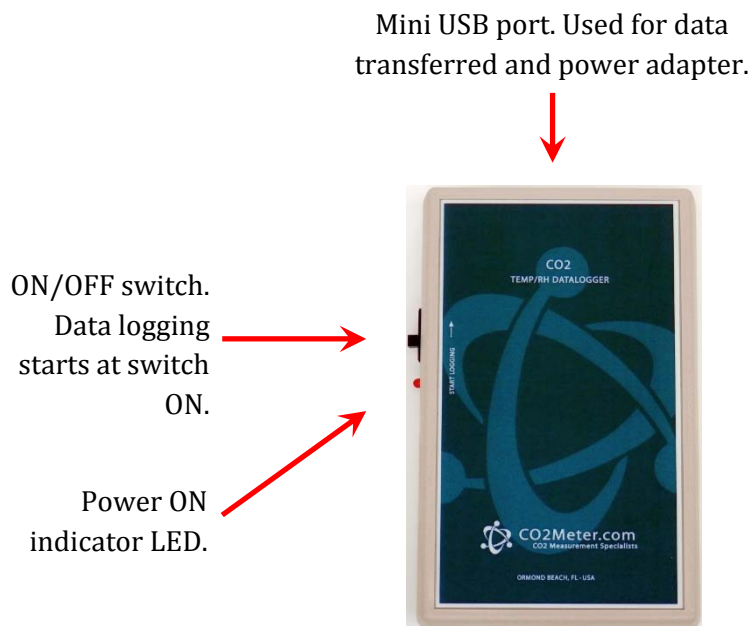 Mini USB port. Used for data
transferred and power adapter.
ON/OFF switch.
Data logging
starts at switch
ON.
Power ON
indicator LED.
CO2
TEMP/RH DATALOGGER
START LOGGING
CO2Meter.com
CO2 Measurement Specialists
ORMOND BEACH, FL - USA